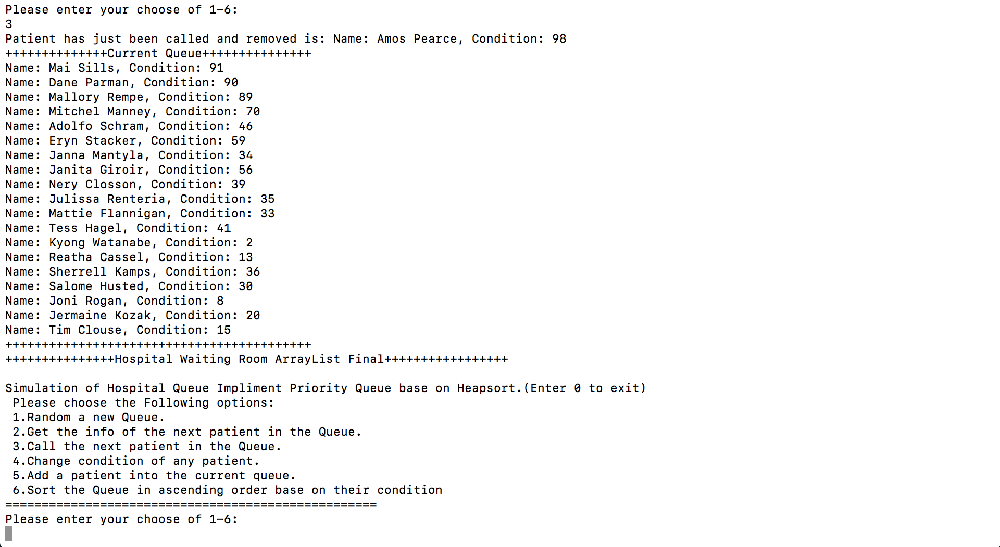 Please enter your choose of 1-6:
3
Patient has just been called and removed is: Name: Amos Pearce, Condition: 98
++++++++++++++Current Queue+++++++++++++++
Name: Mai Sills, Condition: 91
Name: Dane Parman, Condition: 90
Name: Mallory Rempe, Condition: 89
Name: Mitchel Manney, Condition: 70
Name: Adolfo Schram, Condition: 46
Name: Eryn Stacker, Condition: 59
Name: Janna Mantyla, Condition: 34
Name: Janita Giroir, Condition: 56
Name: Nery Closson, Condition: 39
Name: Julissa Renteria, Condition: 35
Name: Mattie Flannigan, Condition: 33
Name: Tess Hagel, Condition: 41
Name: Kyong Watanabe, Condition: 2
Name: Reatha Cassel, Condition: 13
Name: Sherrell Kamps, Condition: 36
Name: Salome Husted, Condition: 30
Name: Joni Rogan, Condition: 8
Name: Jermaine Kozak, Condition: 20
Name: Tim Clouse, Condition: 15
++++++++++++++++++++++++++++++++++++++++++
+++++++++++++++Hospital Waiting Room ArrayList Final+++++++++++++++++
Simulation of Hospital Queue Impliment Priority Queue base on Heapsort.(Enter 0 to exit)
Please choose the Following options:
1.Random a new Queue.
2.Get the info of the next patient in the Queue.
3.Call the next patient in the Queue.
4.Change condition of any patient.
5.Add a patient into the current queue.
6.Sort the Queue in ascending order base on their condition
===================================================
Please enter your choose of 1-6: